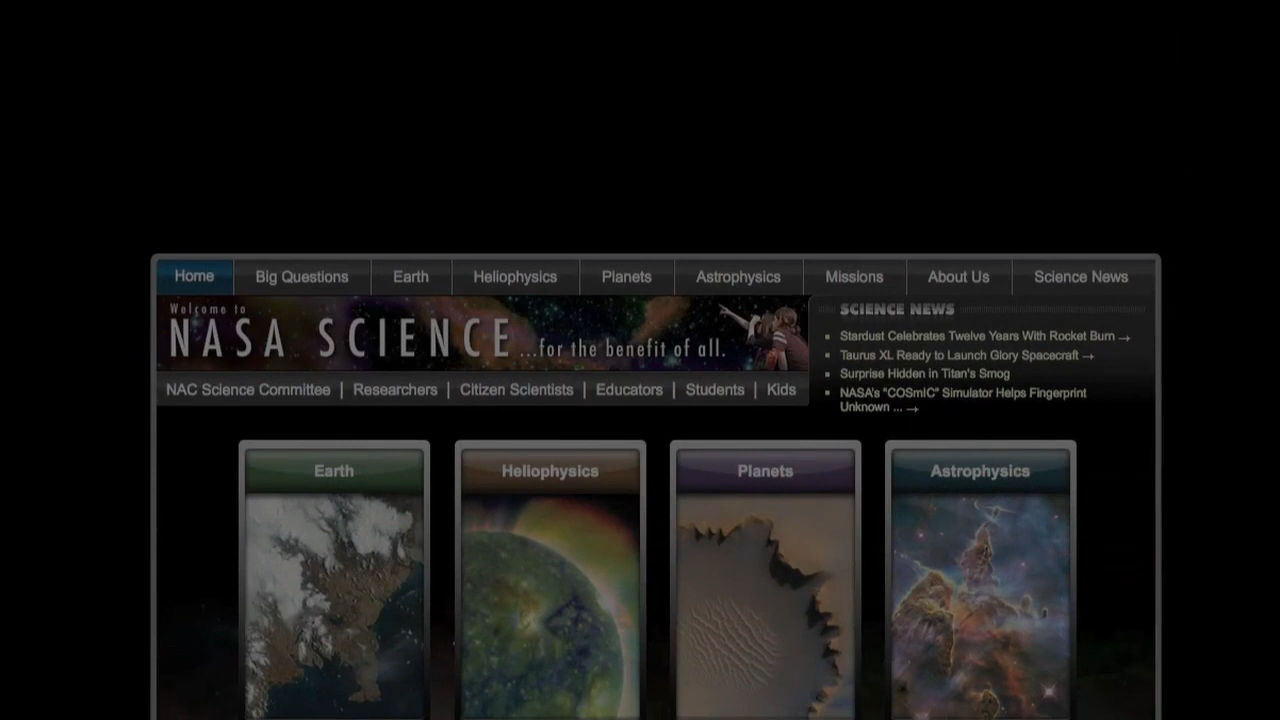 Home Big Questions Earth Heliophysics Planets Astrophysics Missions About Us Science News
Welcome to
NASA SCIENCE ...for the benefit of all.
NAC Science Committee | Researchers | Citizen Scientists | Educators | Students | Kids
SCIENCE NEWS
Stardust Celebrates Twelve Years With Rocket Burn →
Taurus XL Ready to Launch Glory Spacecraft →
Surprise Hidden in Titan's Smog
NASA's "COSmIC" Simulator Helps Fingerprint
Unknown ... →
Earth Heliophysics Planets Astrophysics